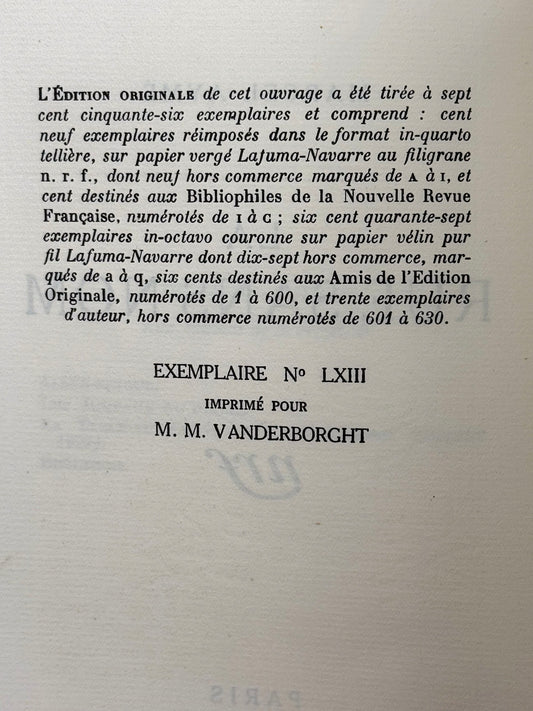 L'ÉDITION ORIGINALE de cet ouvrage a été tirée à sept
cent cinquante-six exemplaires et comprend : cent
neuf exemplaires réimposés dans le format in-quarto
tellière, sur papier vergé Lafuma-Navarre au filigrane
n. r. f., dont neuf hors commerce marqués de A à I, et
cent destinés aux Bibliophiles de la Nouvelle Revue
Française, numérotés de I à C ; six cent quarante-sept
exemplaires in-octavo couronne sur papier vélin pur
fil Lafuma-Navarre dont dix-sept hors commerce, mar-
qués de a à q, six cents destinés aux Amis de l'Edition
Originale, numérotés de 1 à 600, et trente exemplaires
d'auteur, hors commerce numérotés de 601 à 630.
EXEMPLAIRE Nº LXIII
IMPRIMÉ POUR
M. M. VANDERBORGHT
nrf
PARIS